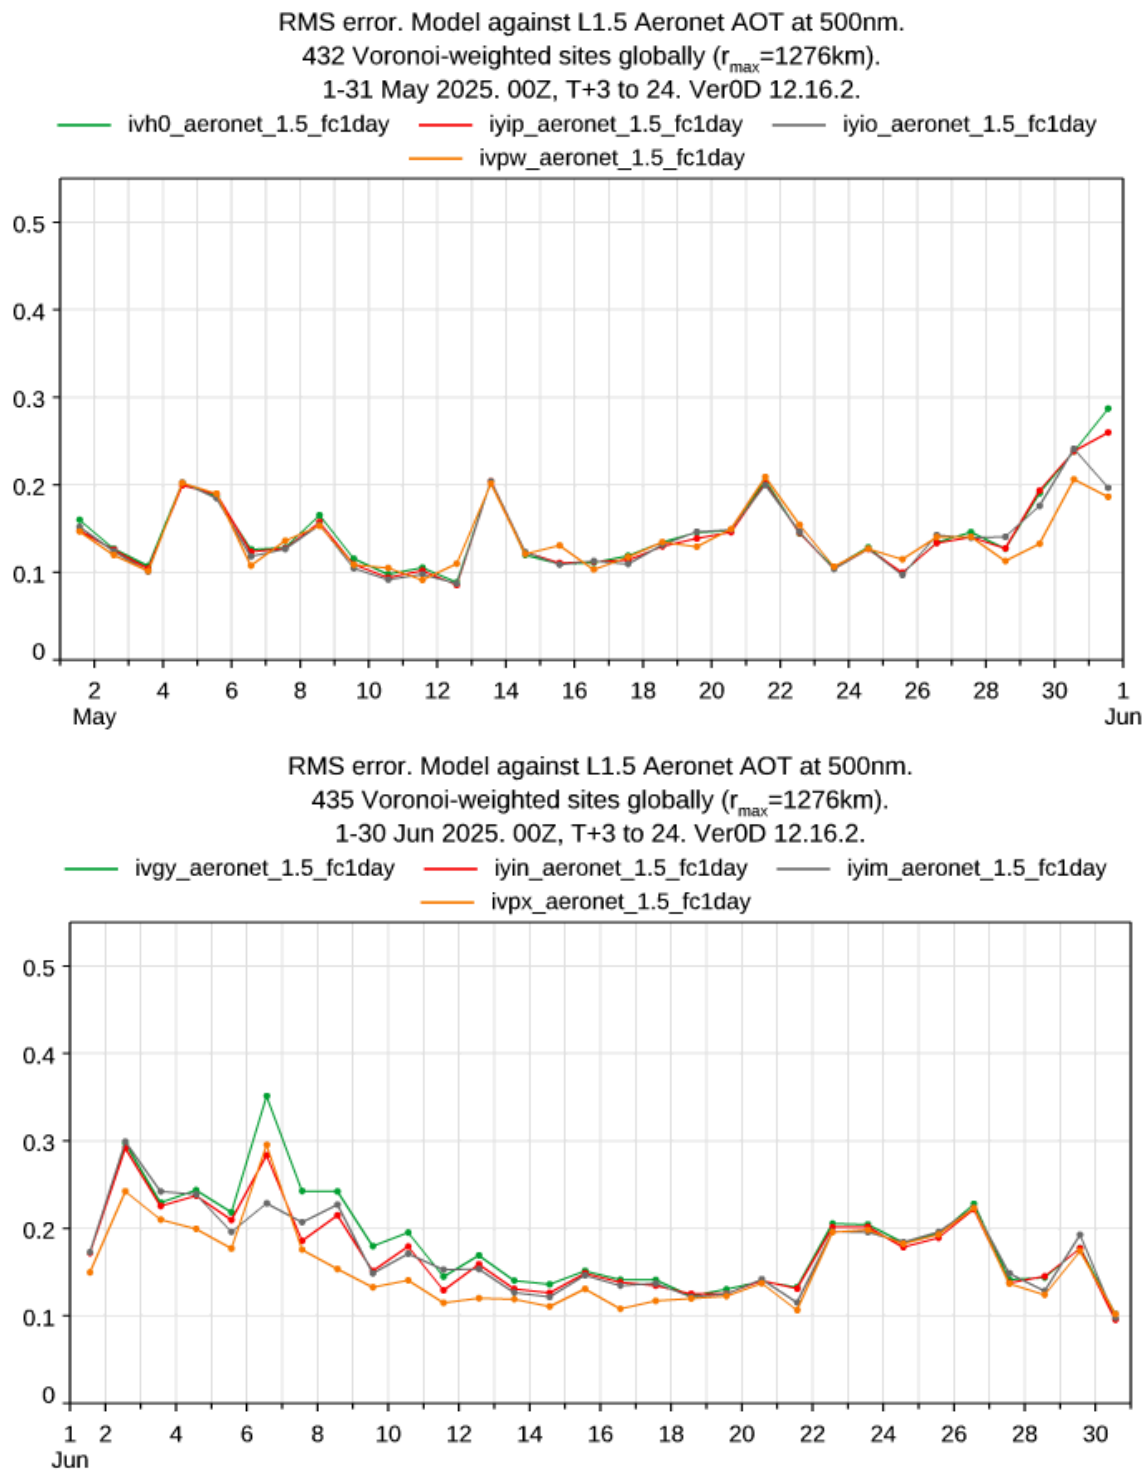 RMS error. Model against L1.5 Aeronet AOT at 500nm.
432 Voronoi-weighted sites globally (rmax=1276km).
1-31 May 2025. 00Z, T+3 to 24. Ver0D 12.16.2.
ivh0_aeronet_1.5_fc1day iyip_aeronet_1.5_fc1day iyio_aeronet_1.5_fc1day
ivpw_aeronet_1.5_fc1day
0.5
0.4
0.3
0.2
0.1
0
2 4 6 8 10 12 14 16 18 20 22 24 26 28 30 1
May Jun
RMS error. Model against L1.5 Aeronet AOT at 500nm.
435 Voronoi-weighted sites globally (rmax=1276km).
1-30 Jun 2025. 00Z, T+3 to 24. Ver0D 12.16.2.
ivgy_aeronet_1.5_fc1day iyin_aeronet_1.5_fc1day iyim_aeronet_1.5_fc1day
ivpx_aeronet_1.5_fc1day
0.5
0.4
0.3
0.2
0.1
0
1 2 4 6 8 10 12 14 16 18 20 22 24 26 28 30
Jun